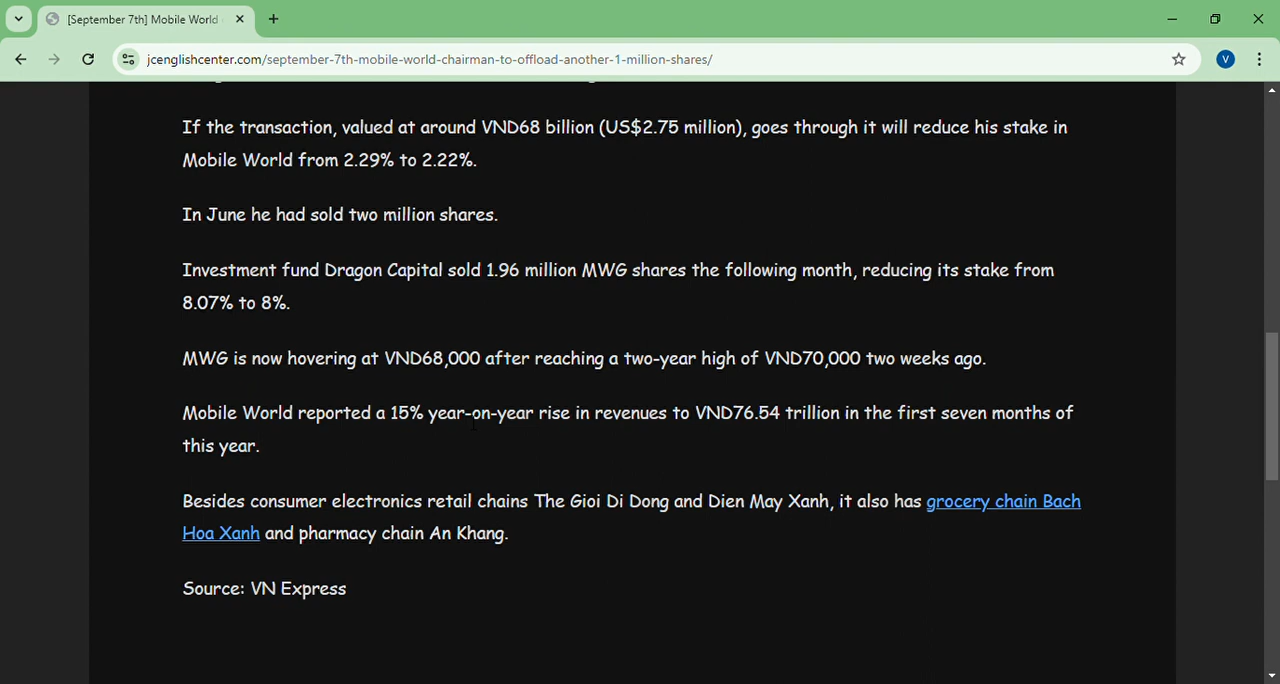 [September 7th] Mobile World
jcenglishcenter.com/september-7th-mobile-world-chairman-to-offload-another-1-million-shares/
V
If the transaction, valued at around VND68 billion (US$2.75 million), goes through it will reduce his stake in
Mobile World from 2.29% to 2.22%.
In June he had sold two million shares.
Investment fund Dragon Capital sold 1.96 million MWG shares the following month, reducing its stake from
8.07% to 8%.
MWG is now hovering at VND68,000 after reaching a two-year high of VND70,000 two weeks ago.
Mobile World reported a 15% year-on-year rise in revenues to VND76.54 trillion in the first seven months of
this year.
Besides consumer electronics retail chains The Gioi Di Dong and Dien May Xanh, it also has grocery chain Bach
Hoa Xanh and pharmacy chain An Khang.
Source: VN Express